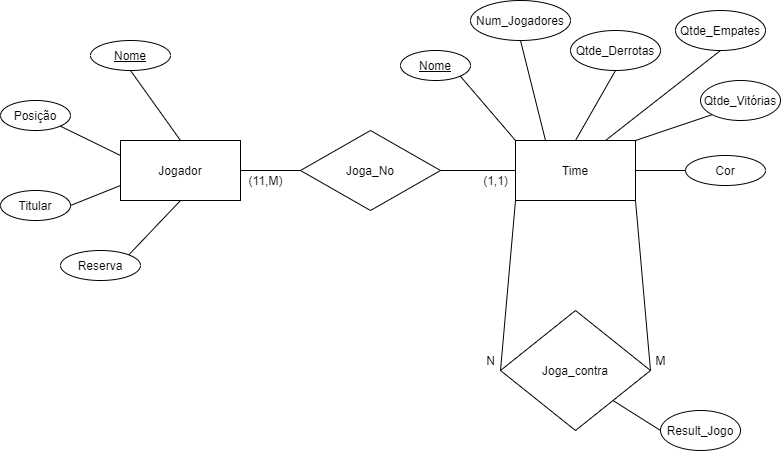 Num_Jogadores
Qtde_Empates
Qtde_Derrotas
Nome
Nome
Qtde_Vitórias
Posição
Jogador
Joga_No
Time
Cor
(11,M)
(1,1)
Titular
Reserva
N
M
Joga_contra
Result_Jogo